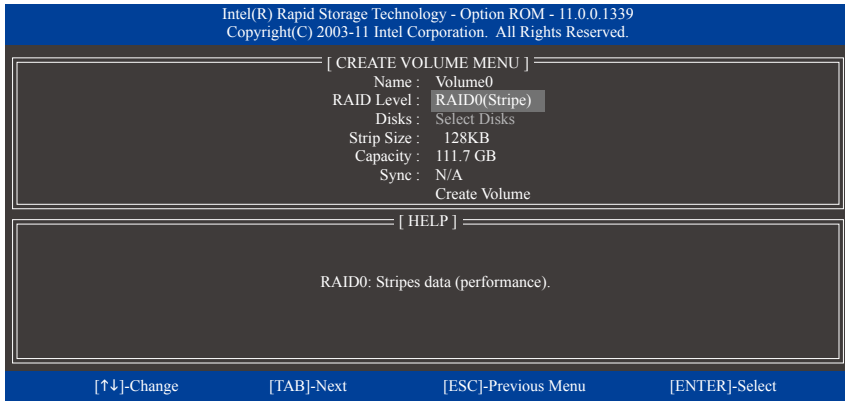 Intel(R) Rapid Storage Technology - Option ROM - 11.0.0.1339
Copyright(C) 2003-11 Intel Corporation. All Rights Reserved.
[ CREATE VOLUME MENU ]
Name : Volume0
RAID Level : RAID0(Stripe)
Disks : Select Disks
Strip Size : 128KB
Capacity : 111.7 GB
Sync : N/A
Create Volume
[ HELP ]
RAID0: Stripes data (performance).
[↑↓]-Change [TAB]-Next [ESC]-Previous Menu [ENTER]-Select